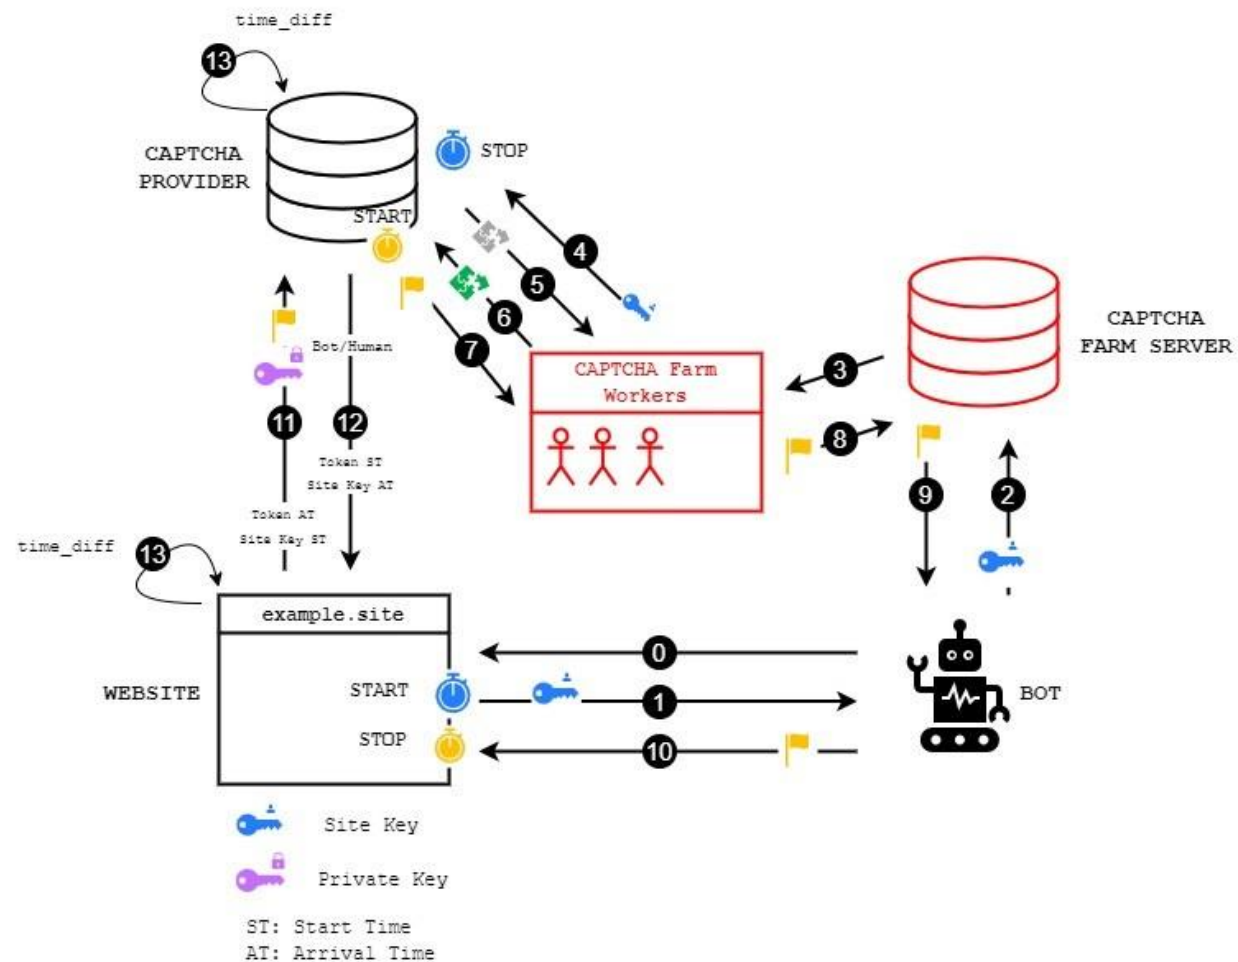 time_diff
13
CAPTCHA
PROVIDER
STOP
START
4
5
6
7
Bot/Human
11
12
Token ST
Site Key AT
Token AT
Site Key ST
CAPTCHA Farm
Workers
3
8
CAPTCHA
FARM SERVER
9
2
time_diff
13
example.site
WEBSITE
START
STOP
0
1
10
BOT
Site Key
Private Key
ST: Start Time
AT: Arrival Time